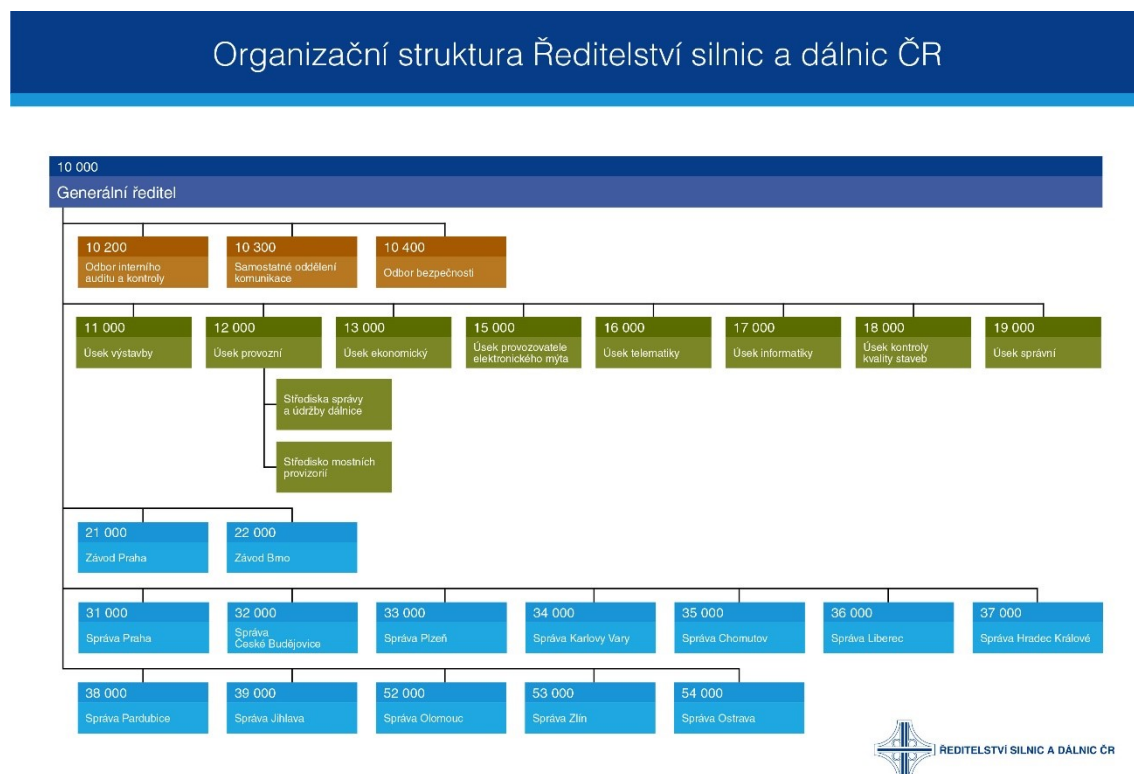 Organizační struktura Ředitelství silnic a dálnic ČR
10 000
Generální ředitel
10 200
Odbor interního
auditu a kontroly
10 300
Samostatné oddělení
komunikace
10 400
Odbor bezpečnosti
11 000
Úsek výstavby
12 000
Úsek provozní
13 000
Úsek ekonomický
15 000
Úsek provozovatele
elektronického mýta
16 000
Úsek telematiky
17 000
Úsek informatiky
18 000
Úsek kontroly
kvality staveb
19 000
Úsek správní
Střediska správy
a údržby dálnice
Středisko mostních
provizorií
21 000
Závod Praha
22 000
Závod Brno
31 000
Správa Praha
32 000
Správa
České Budějovice
33 000
Správa Plzeň
34 000
Správa Karlovy Vary
35 000
Správa Chomutov
36 000
Správa Liberec
37 000
Správa Hradec Králové
38 000
Správa Pardubice
39 000
Správa Jihlava
52 000
Správa Olomouc
53 000
Správa Zlín
54 000
Správa Ostrava
ŘEDITELSTVÍ SILNIC A DÁLNIC ČR